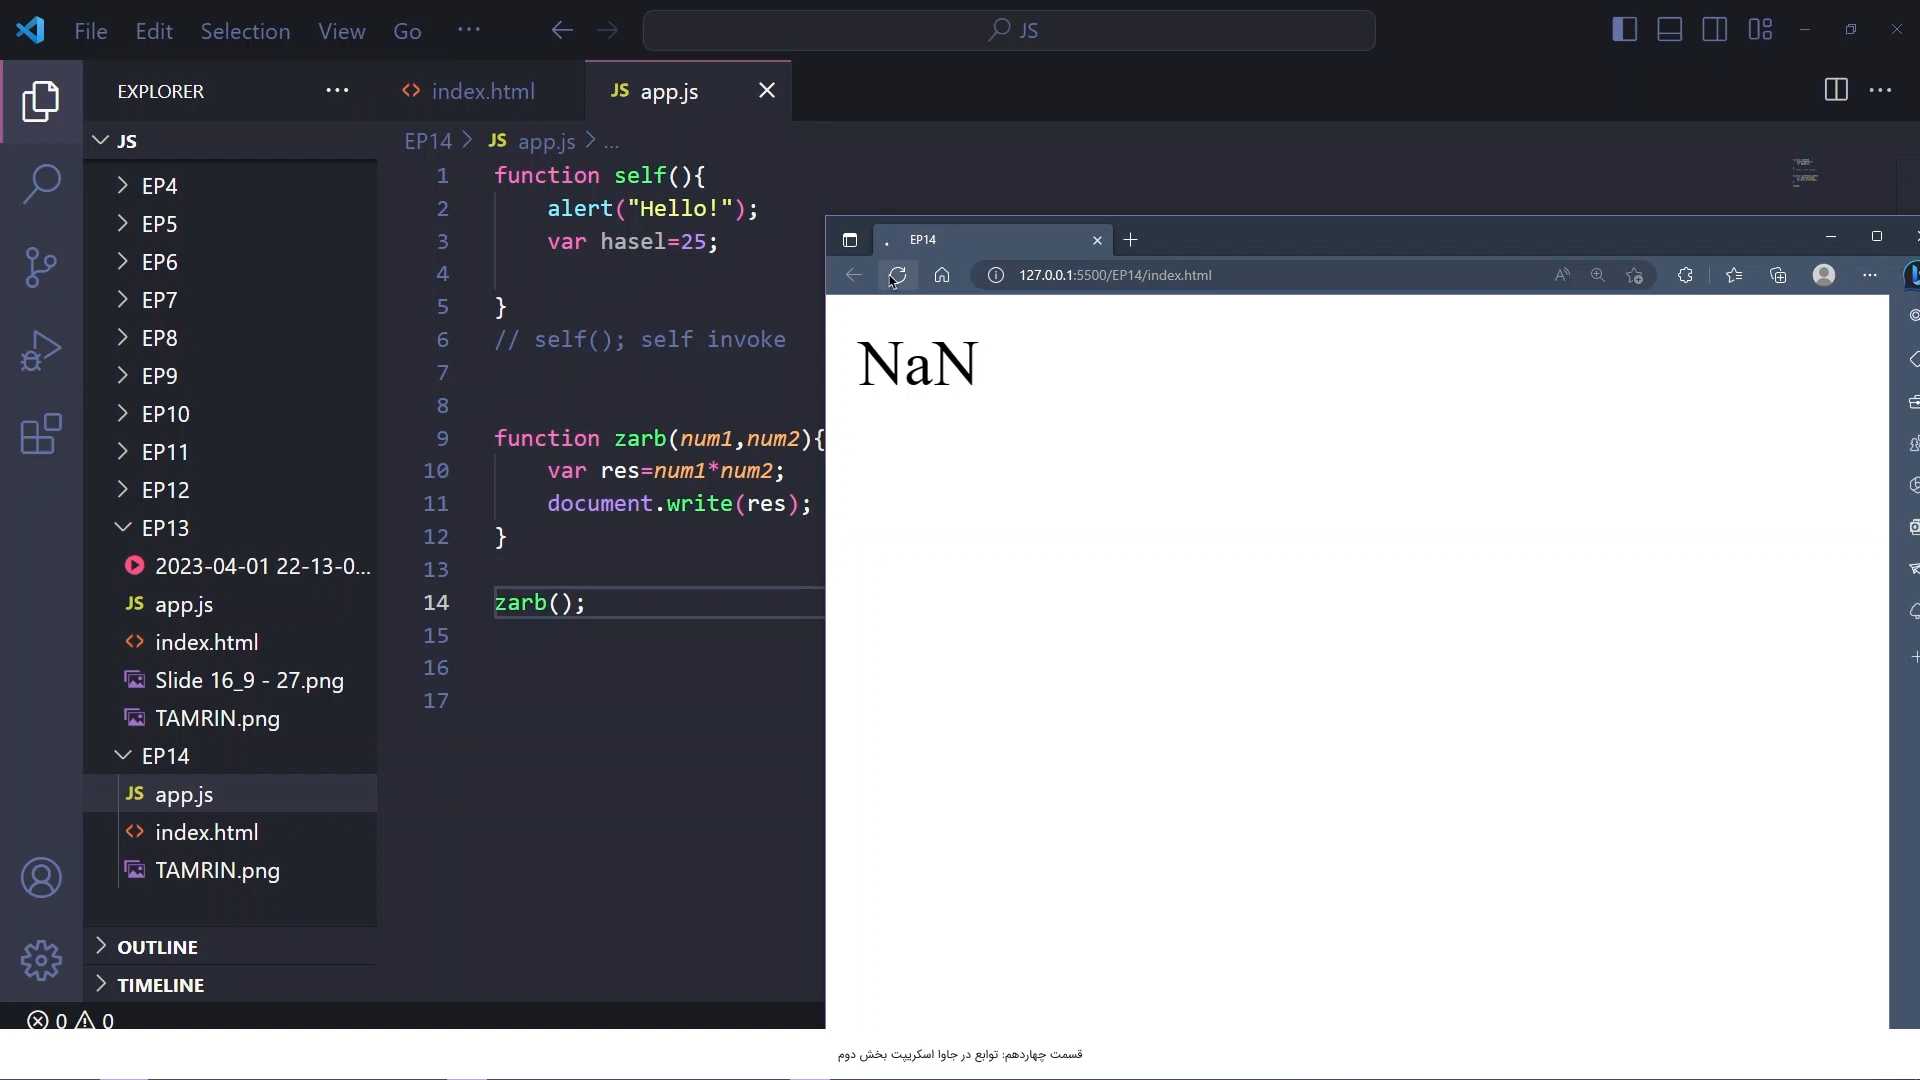 File Edit Selection View Go ... JS
EXPLORER ...
index.html
JS app.js
JS
EP14 > JS app.js > ...
EP4
EP5
EP6
EP7
EP8
EP9
EP10
EP11
EP12
EP13
2023-04-01 22-13-0...
JS app.js
index.html
Slide 16_9 - 27.png
TAMRIN.png
EP14
JS app.js
index.html
TAMRIN.png
OUTLINE
TIMELINE
0 0
1 function self(){
2 alert("Hello!");
3 var hasel=25;
4
5 }
6 // self(); self invoke
7
8
9 function zarb(num1,num2){
10 var res=num1*num2;
11 document.write(res);
12 }
13
14 zarb();
15
16
17
EP14
127.0.0.1:5500/EP14/index.html
NaN
قسمت چهاردهم: توابع در جاوا اسکریپت بخش دوم